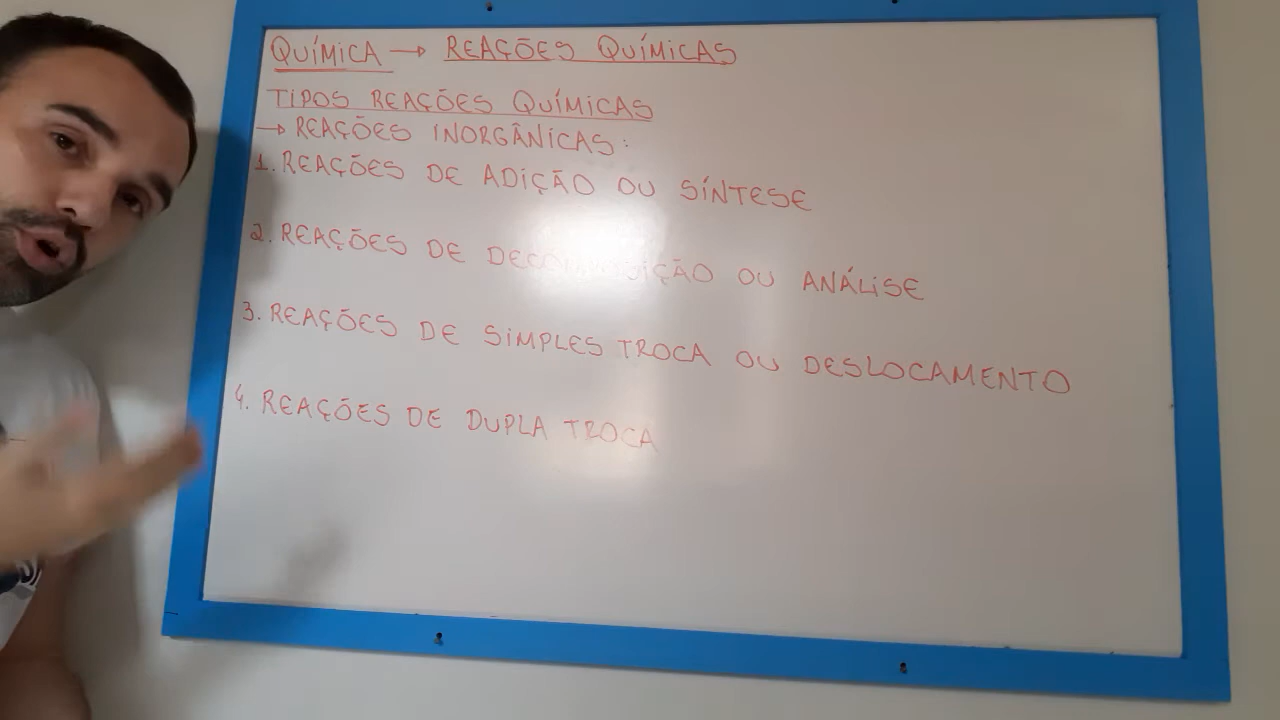 QUÍMICA → REAÇÕES QUÍMICAS
TIPOS REAÇÕES QUÍMICAS
→ REAÇÕES INORGÂNICAS:
1. REAÇÕES DE ADIÇÃO OU SÍNTESE
2. REAÇÕES DE DECOMPOSIÇÃO OU ANÁLISE
3. REAÇÕES DE SIMPLES TROCA OU DESLOCAMENTO
4. REAÇÕES DE DUPLA TROCA